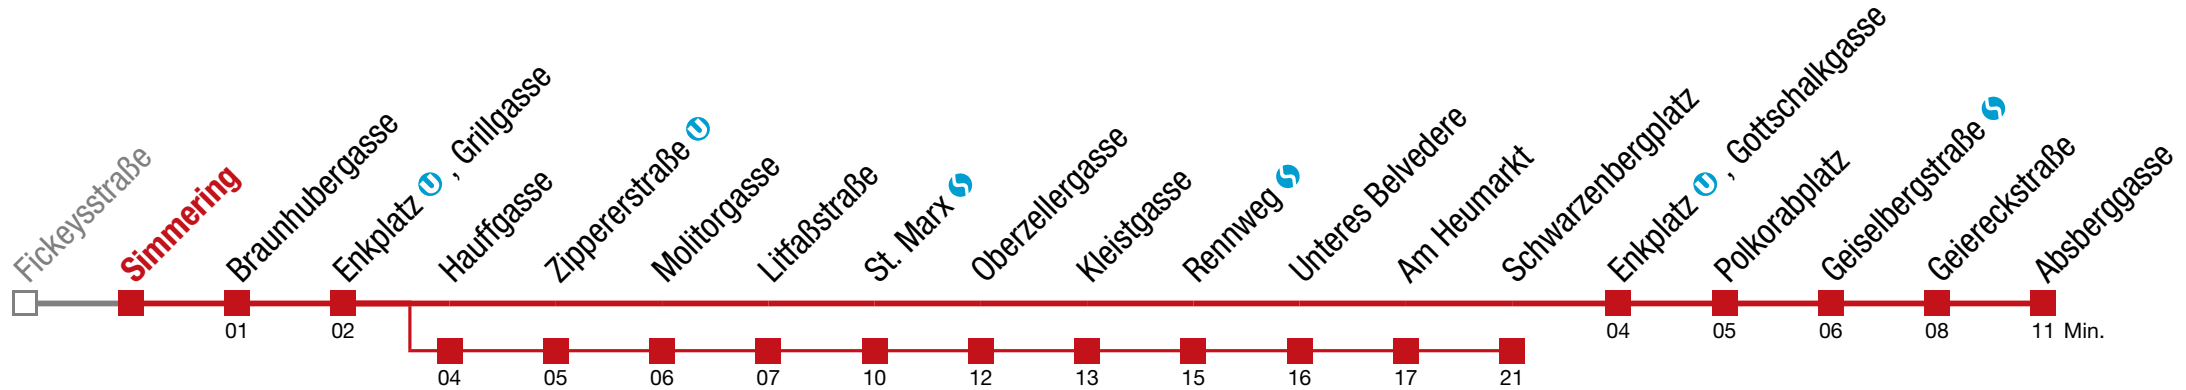 Fickeysstraße
Simmering
Braunhubergasse
Enkplatz U , Grillgasse
Hauffgasse
Zippererstraße U
Molitorgasse
Litfaßstraße
St. Marx S
Oberzellergasse
Kleistgasse
Rennweg S
Unteres Belvedere
Am Heumarkt
Schwarzenbergplatz
Enkplatz U , Gottschalkgasse
Polkorabplatz
Geiselbergstraße S
Geiereckstraße
Absberggasse
01 02 04 05 06 08 11 Min.
04 05 06 07 10 12 13 15 16 17 21